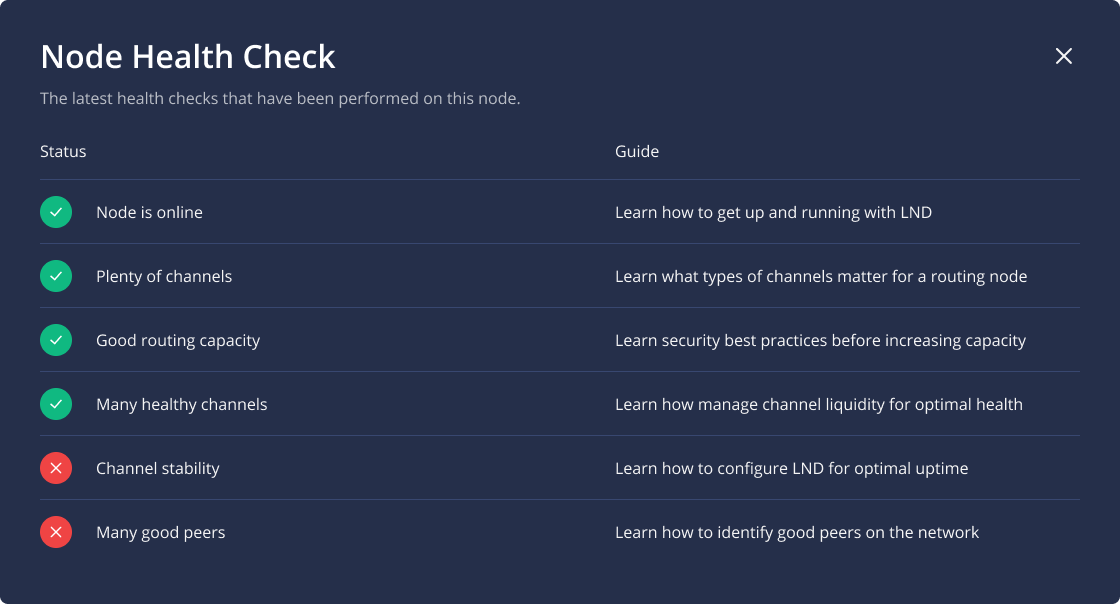 Node Health Check
The latest health checks that have been performed on this node.
Status Guide
Node is online Learn how to get up and running with LND
Plenty of channels Learn what types of channels matter for a routing node
Good routing capacity Learn security best practices before increasing capacity
Many healthy channels Learn how manage channel liquidity for optimal health
Channel stability Learn how to configure LND for optimal uptime
Many good peers Learn how to identify good peers on the network